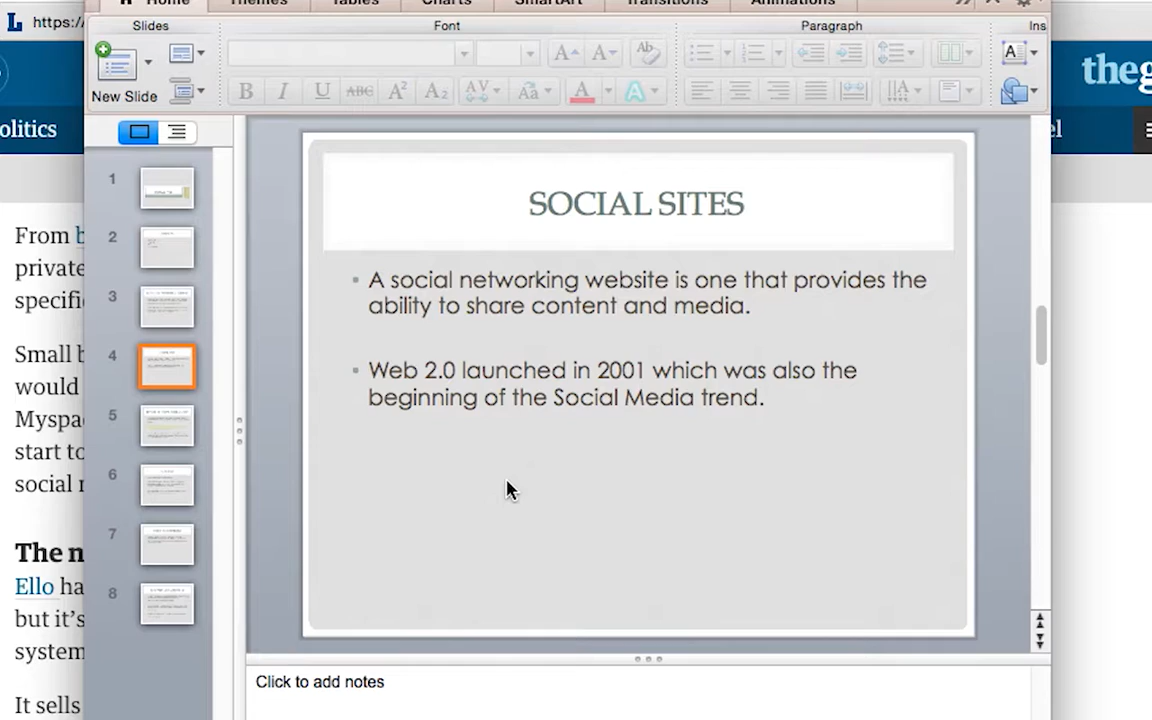 https:/
Home Themes Tables Charts SmartArt Transitions Animations
Slides Font Paragraph Ins
New Slide
theg
olitics
el
1
2
3
4
5
6
7
8
SOCIAL SITES
A social networking website is one that provides the
ability to share content and media.
Web 2.0 launched in 2001 which was also the
beginning of the Social Media trend.
Click to add notes
From b
private
specifi
Small b
would
Myspa
start to
social n
The n
Ello ha
but it's
system
It sells